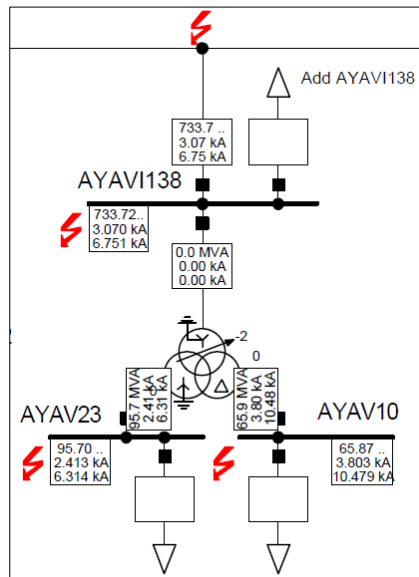 Add AYAVI138
733.7 ..
3.07 kA
6.75 kA
AYAVI138
733.72...
3.070 kA
6.751 kA
0.0 MVA
0.00 kA
0.00 kA
-2
0
95.7 MVA
2.41 kA
6.31 kA
65.9 MVA
3.80 kA
10.48 kA
AYAV23
AYAV10
95.70 ..
2.413 kA
6.314 kA
65.87 ..
3.803 kA
10.479 kA